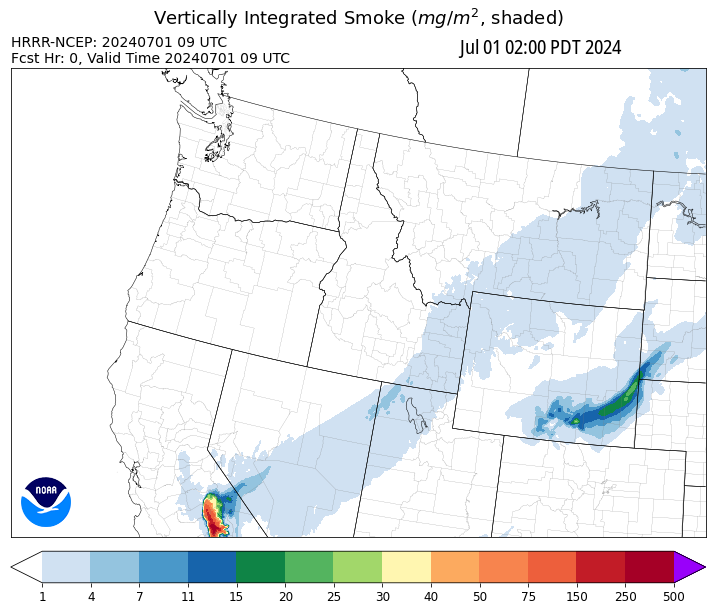 Vertically Integrated Smoke (mg/m², shaded)
HRRR-NCEP: 20240701 09 UTC
Fcst Hr: 0, Valid Time 20240701 09 UTC
Jul 01 02:00 PDT 2024
NOAA
1 4 7 11 15 20 25 30 40 50 75 150 250 500